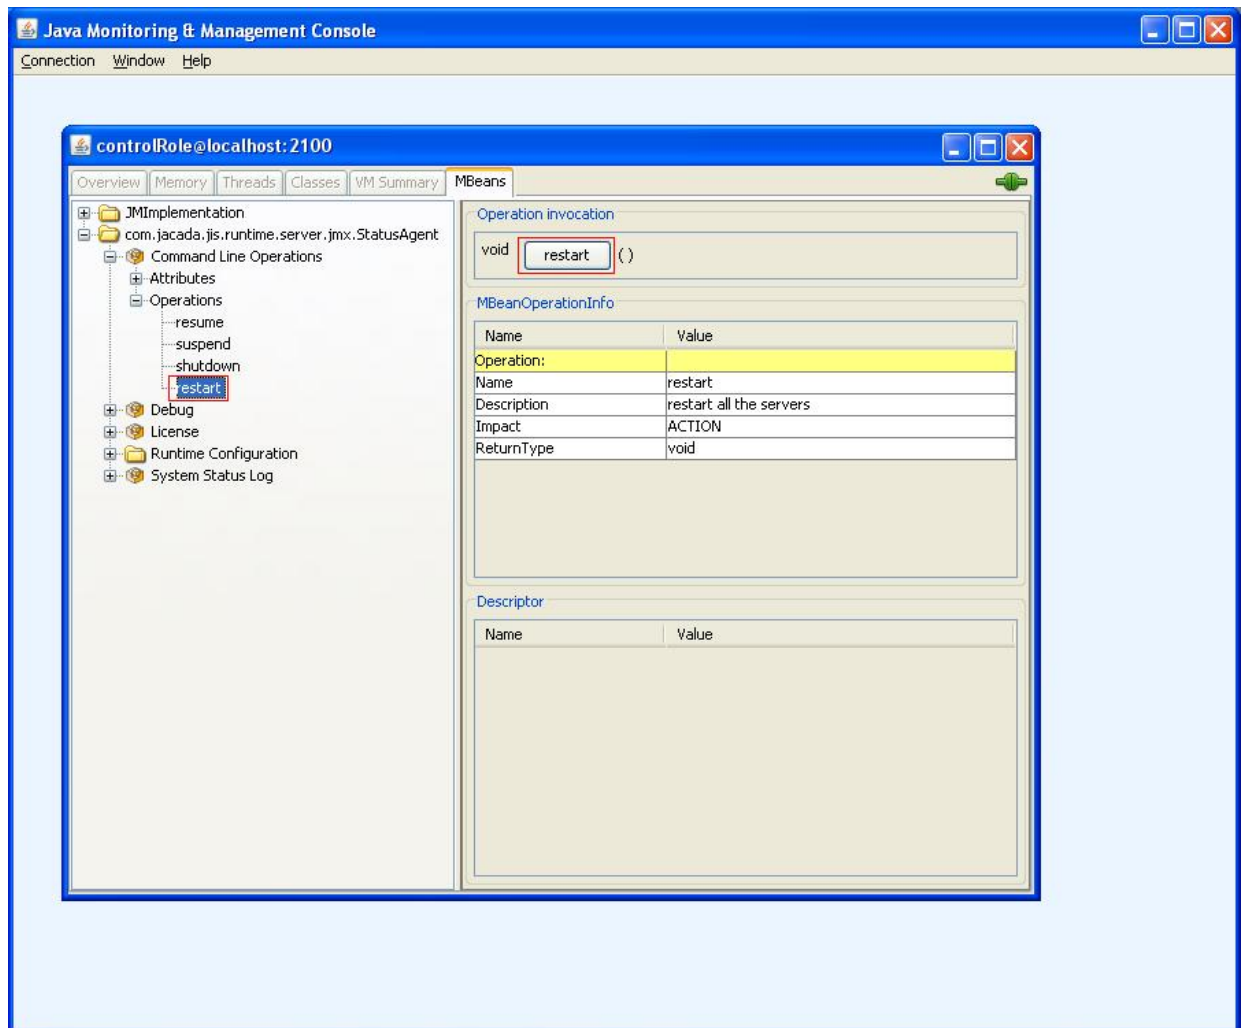 Java Monitoring & Management Console
Connection Window Help
controlRole@localhost:2100
Overview Memory Threads Classes VM Summary MBeans
JMImplementation
com.jacada.jis.runtime.server.jmx.StatusAgent
Command Line Operations
Attributes
Operations
resume
suspend
shutdown
restart
Debug
License
Runtime Configuration
System Status Log
Operation invocation
void restart ()
MBeanOperationInfo
Name Value
Operation:
Name restart
Description restart all the servers
Impact ACTION
ReturnType void
Descriptor
Name Value